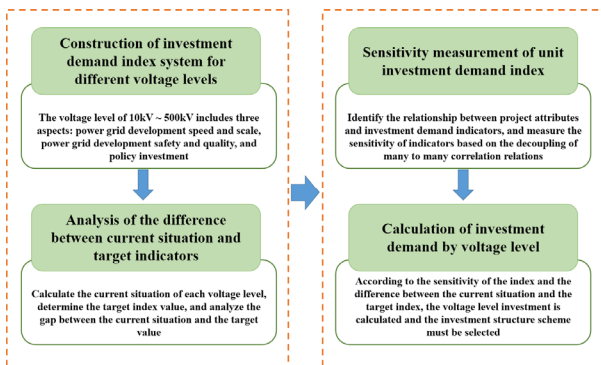 Construction of investment
demand index system for
different voltage levels
The voltage level of 10kV ~ 500kV includes three
aspects: power grid development speed and scale,
power grid development safety and quality, and
policy investment
Analysis of the difference
between current situation and
target indicators
Calculate the current situation of each voltage level,
determine the target index value, and analyze the
gap between the current situation and the target
value
Sensitivity measurement of unit
investment demand index
Identify the relationship between project attributes
and investment demand indicators, and measure the
sensitivity of indicators based on the decoupling of
many to many correlation relations
Calculation of investment
demand by voltage level
According to the sensitivity of the index and the
difference between the current situation and the
target index, the voltage level investment is
calculated and the investment structure scheme
must be selected